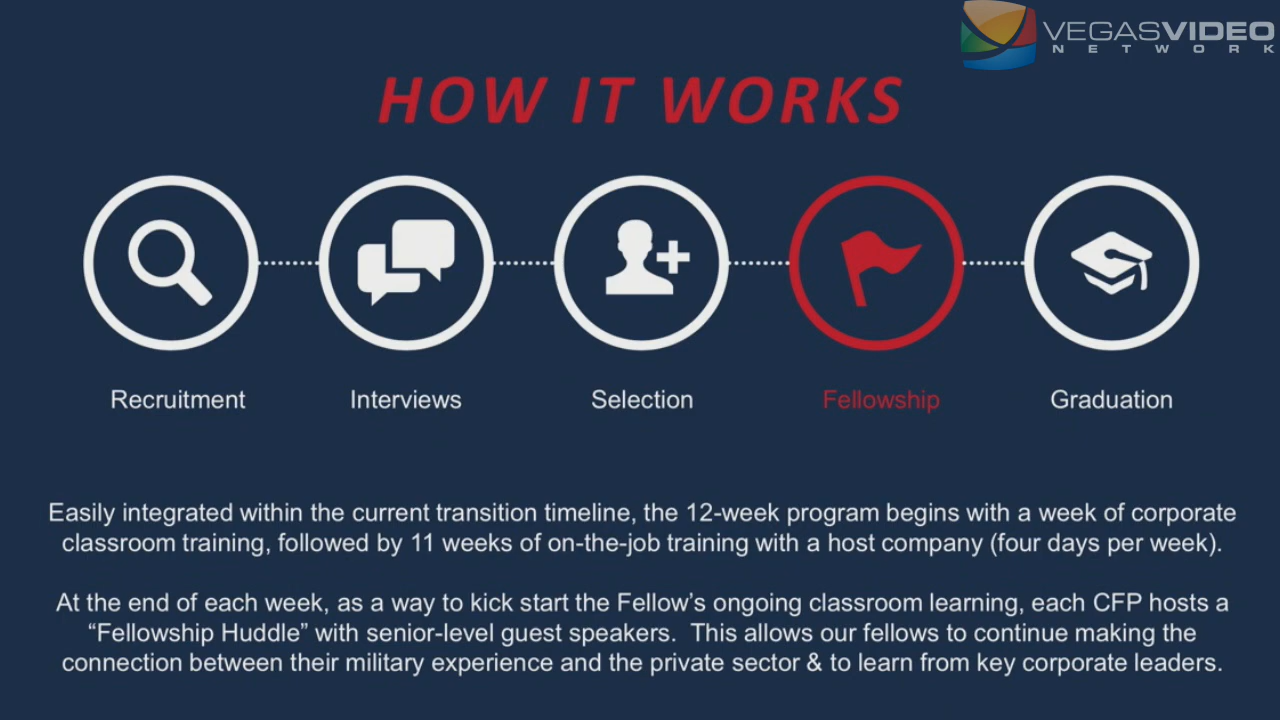 VEGASVIDEO
NETWORK
HOW IT WORKS
Recruitment
Interviews
Selection
Fellowship
Graduation
Easily integrated within the current transition timeline, the 12-week program begins with a week of corporate
classroom training, followed by 11 weeks of on-the-job training with a host company (four days per week).
At the end of each week, as a way to kick start the Fellow’s ongoing classroom learning, each CFP hosts a
“Fellowship Huddle” with senior-level guest speakers.  This allows our fellows to continue making the
connection between their military experience and the private sector & to learn from key corporate leaders.